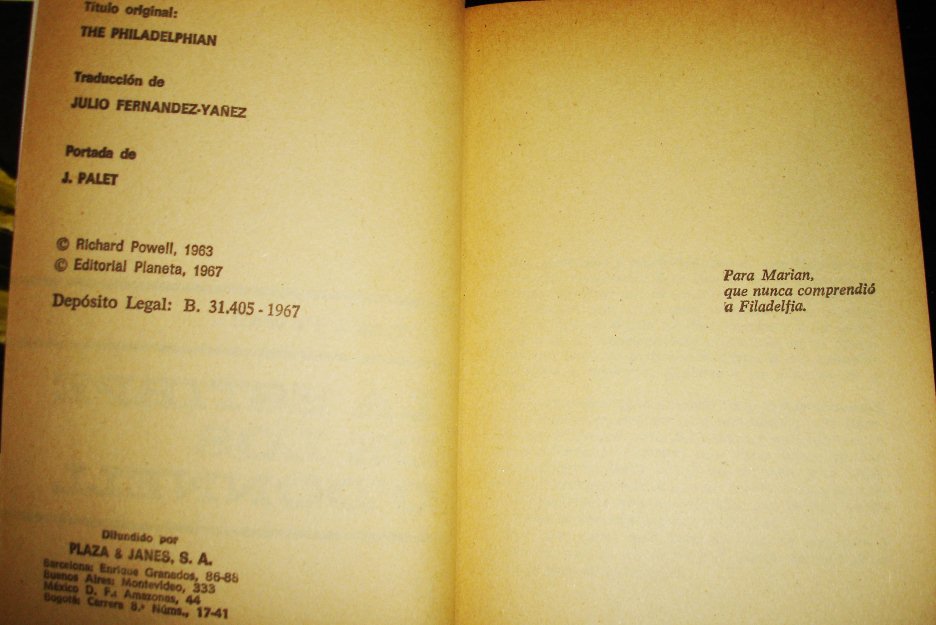 Título original:
THE PHILADELPHIAN
Traducción de
JULIO FERNANDEZ-YAÑEZ
Portada de
J. PALET
© Richard Powell, 1963
© Editorial Planeta, 1967
Depósito Legal: B. 31.405 - 1967
Difundido por
PLAZA & JANES, S. A.
Barcelona: Enrique Granados, 86-88
Buenos Aires: Montevideo, 333
México D. F.: Amazonas, 44
Bogotá: Carrera 8.ª Núms., 17-41
Para Marian,
que nunca comprendió
a Filadelfia.